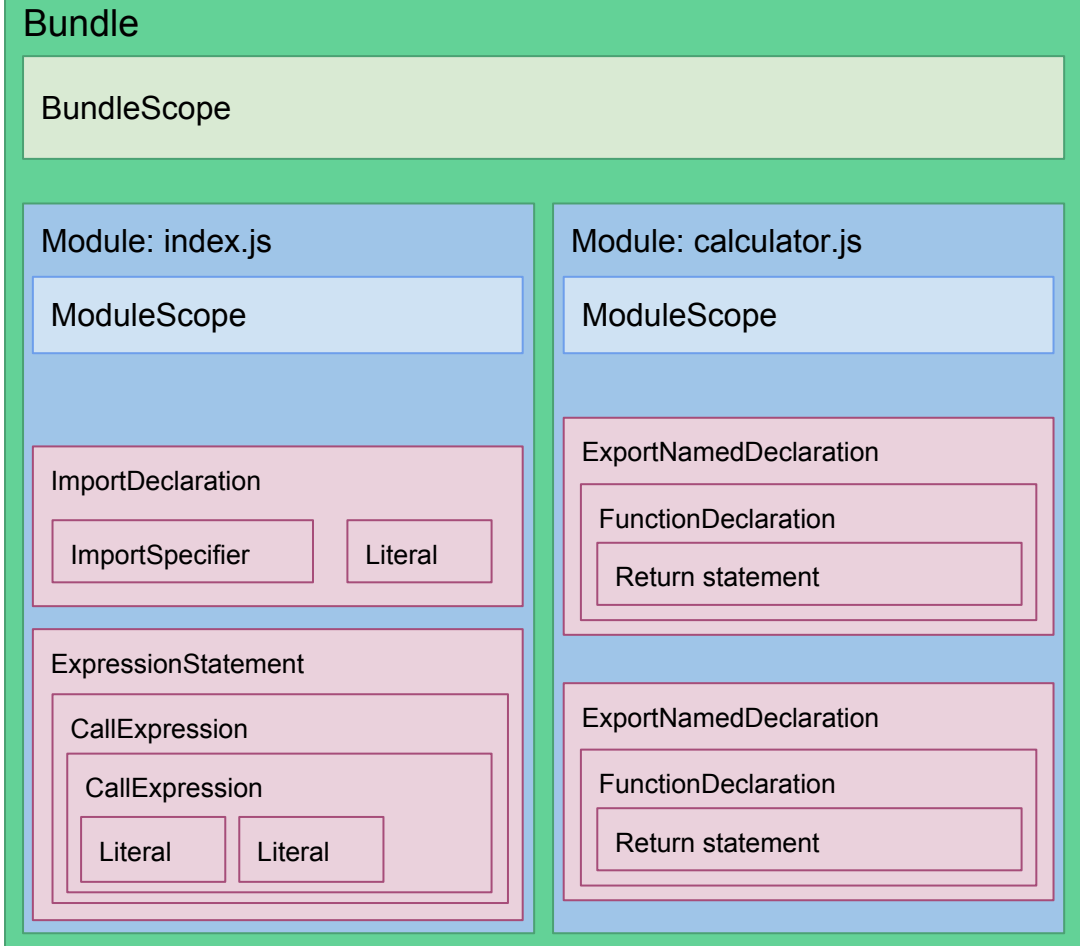 Bundle
BundleScope
Module: index.js
ModuleScope
ImportDeclaration
ImportSpecifier
Literal
ExpressionStatement
CallExpression
CallExpression
Literal
Literal
Module: calculator.js
ModuleScope
ExportNamedDeclaration
FunctionDeclaration
Return statement
ExportNamedDeclaration
FunctionDeclaration
Return statement